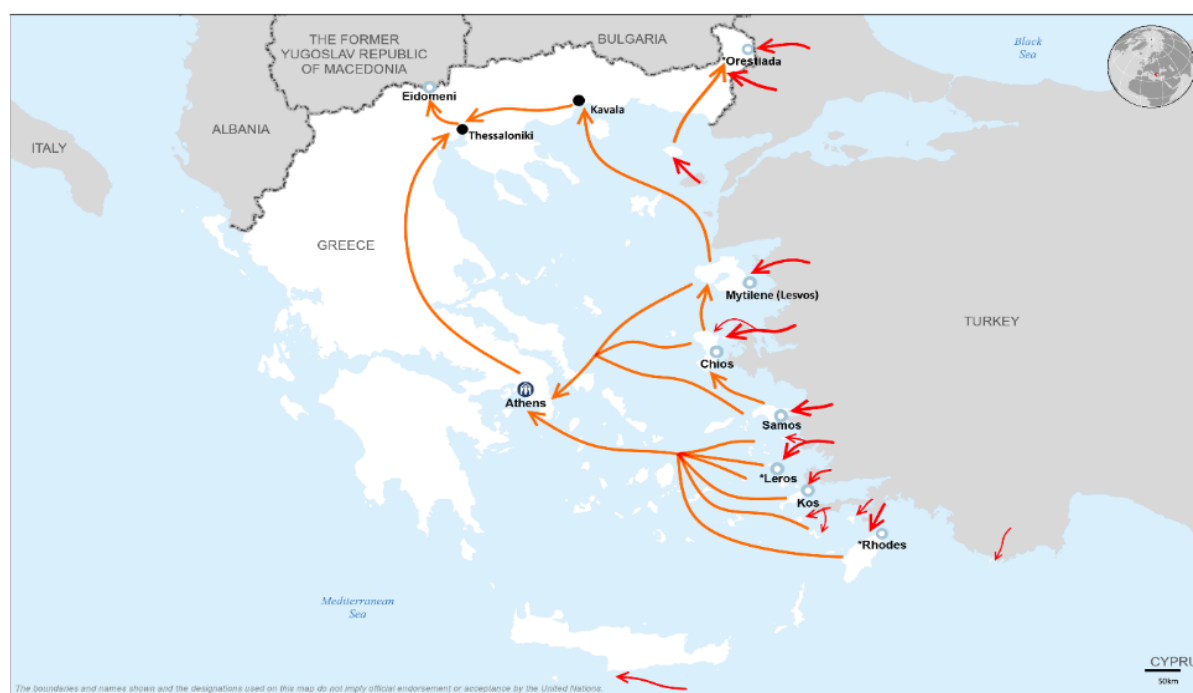 THE FORMER
YUGOSLAV REPUBLIC
OF MACEDONIA
BULGARIA
Black
Sea
*Orestiada
Eidomeni
Kavala
Thessaloniki
ALBANIA
ITALY
GREECE
Mytilene (Lesvos)
TURKEY
Chios
Athens
Samos
*Leros
Kos
*Rhodes
Mediterranean
Sea
CYPRU
50km
The boundaries and names shown and the designations used on this map do not imply official endorsement or acceptance by the United Nations.